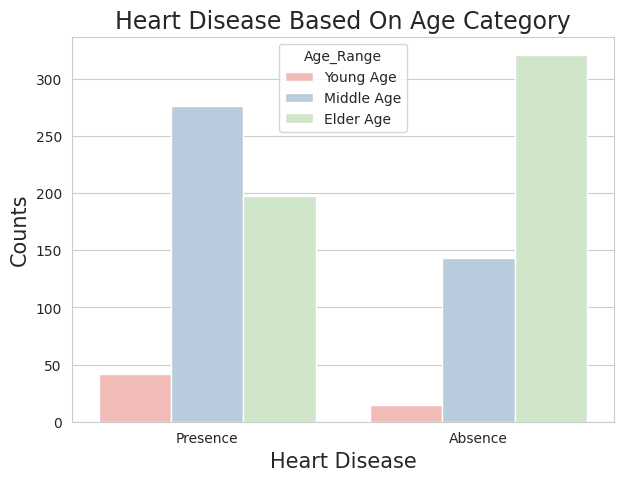 Heart Disease Based On Age Category
Age_Range
Young Age
Middle Age
Elder Age
Counts
300
250
200
150
100
50
0
Presence
Absence
Heart Disease